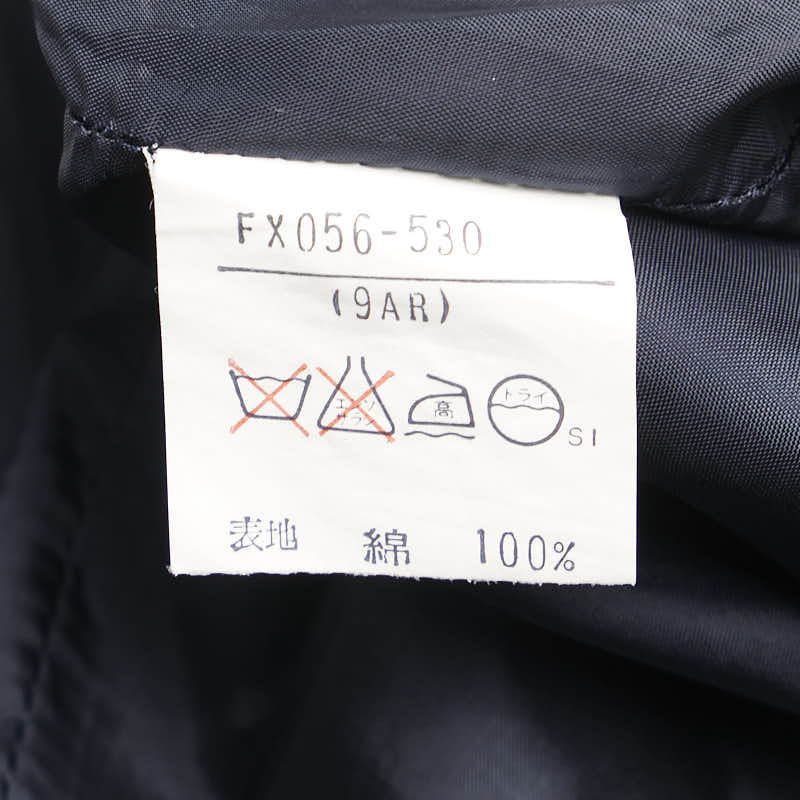 FX056-530
(9AR)
エンソ
サラシ
高
ドライ
SI
表地 綿 100%